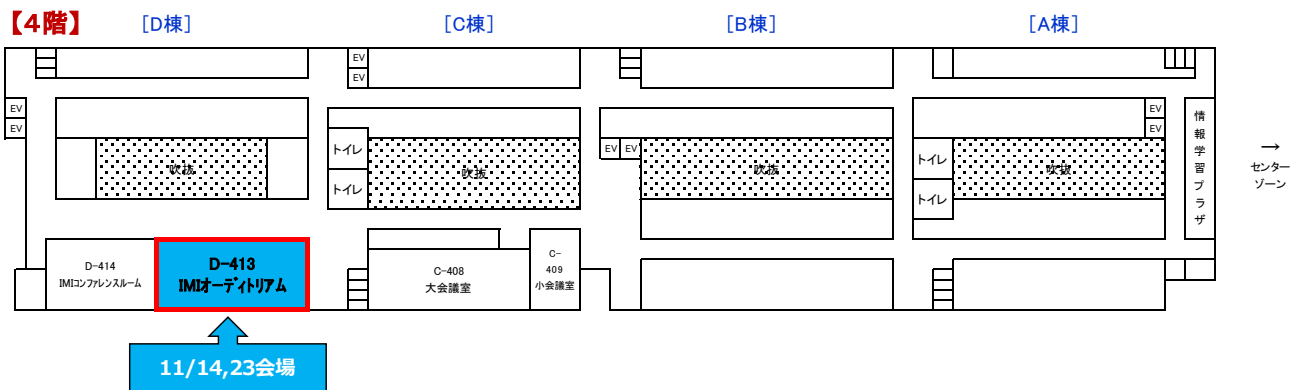 【4階】
[D棟]
[C棟]
[B棟]
[A棟]
EV
EV
EV
EV
EV
EV
EV EV
トイレ
トイレ
トイレ
トイレ
吹抜
吹抜
吹抜
吹抜
情報学習プラザ
→
センター
ゾーン
D-414
IMIコンファレンスルーム
D-413
IMIオーディトリアム
C-408
大会議室
C-
409
小会議室
11/14,23会場